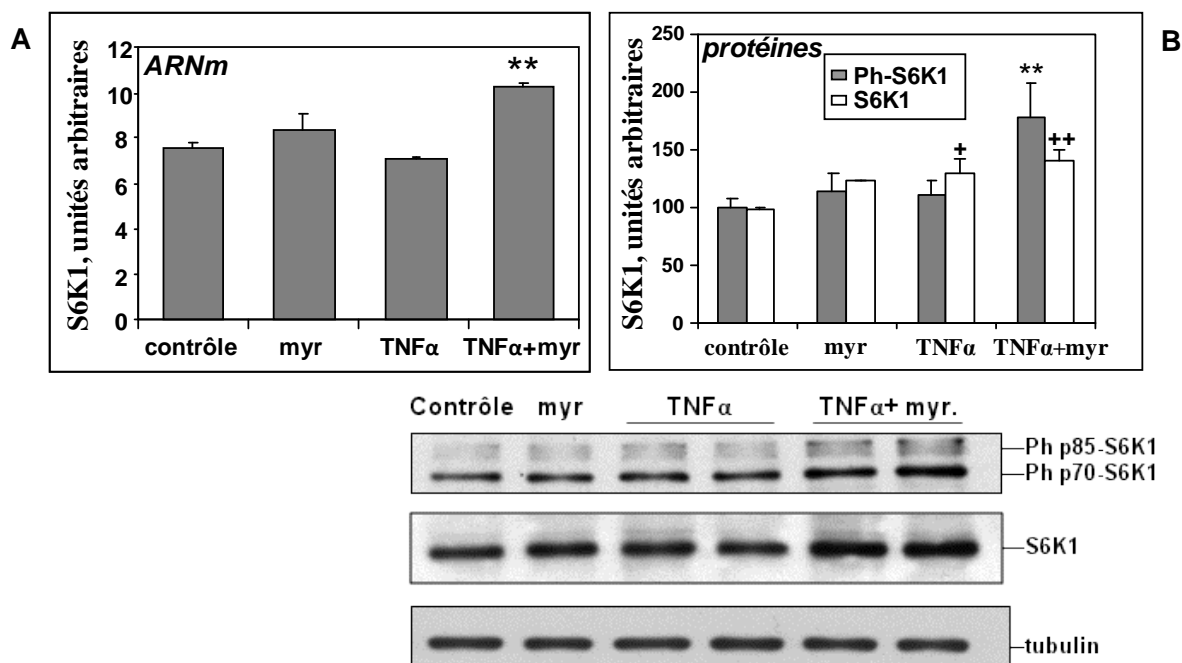 A
S6K1, unités arbitraires
ARNm
12
10
8
6
4
2
0
**
contrôle myr TNFα TNFα+myr
B
S6K1, unités arbitraires
protéines
250
200
150
100
50
0
Ph-S6K1
S6K1
**
+
++
contrôle myr TNFα TNFα+myr
Contrôle myr TNFα TNFα+ myr.
Ph p85-S6K1
Ph p70-S6K1
S6K1
tubulin